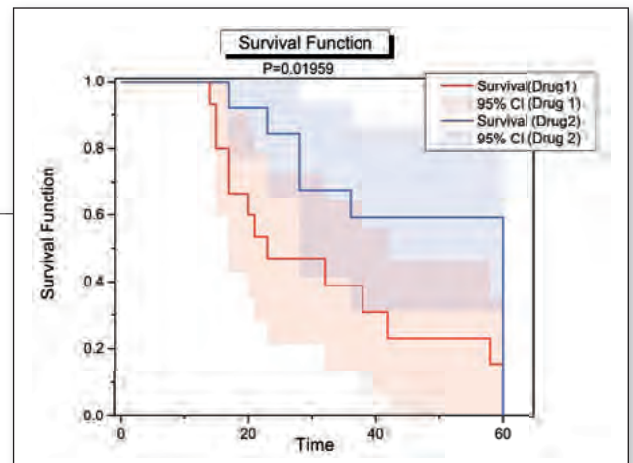 Survival Function
P=0.01959
Survival(Drug1)
95% CI (Drug 1)
Survival (Drug2)
95% CI (Drug 2)
Survival Function
1.0
0.8
0.6
0.4
0.2
0.0
0
20
40
60
Time